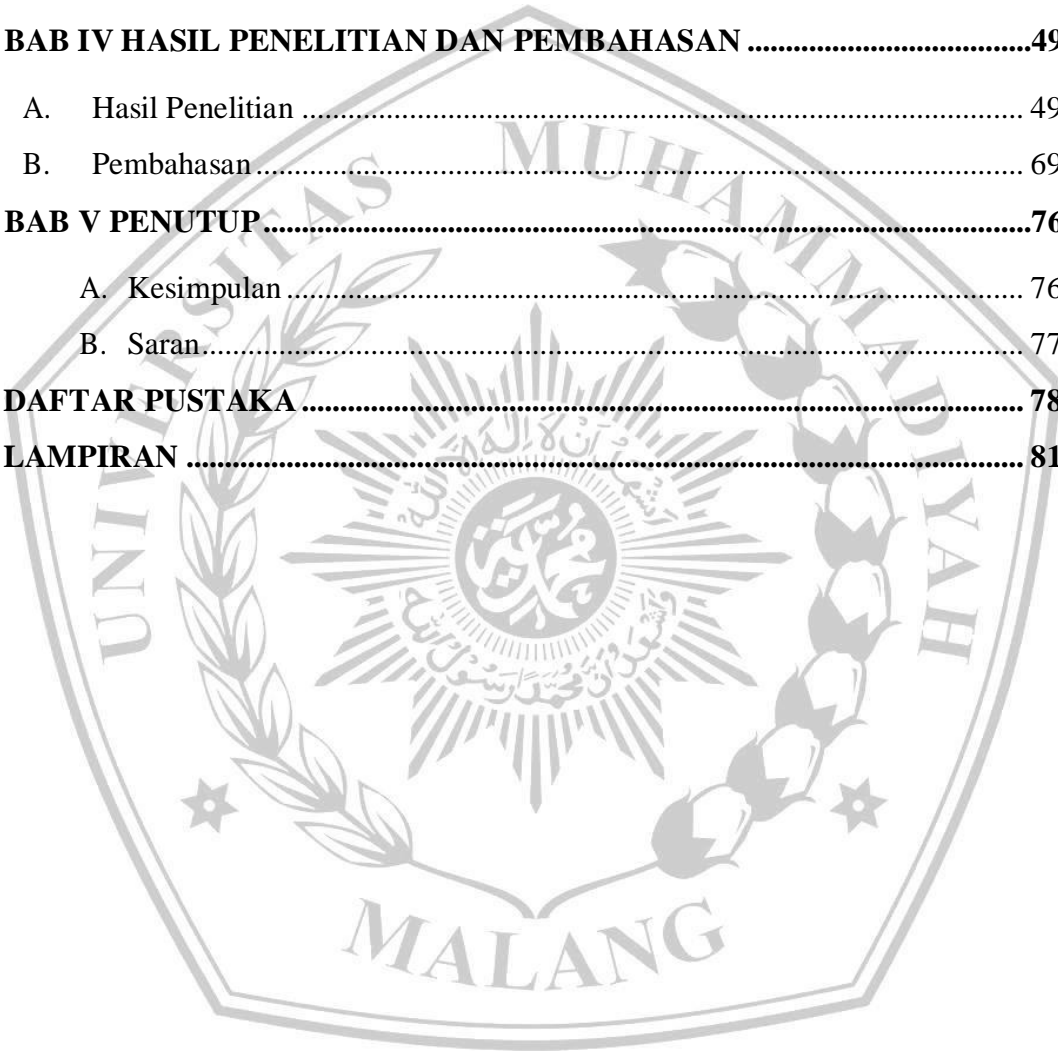 BAB IV HASIL PENELITIAN DAN PEMBAHASAN ..................................49
A. Hasil Penelitian ........................................................................................ 49
B. Pembahasan ............................................................................................. 69
BAB V PENUTUP ............................................................................................76
A. Kesimpulan ......................................................................................... 76
B. Saran ................................................................................................... 77
DAFTAR PUSTAKA ....................................................................................... 78
LAMPIRAN ..................................................................................................... 81
UNIVERSITAS MUHAMMADIYAH
MALANG